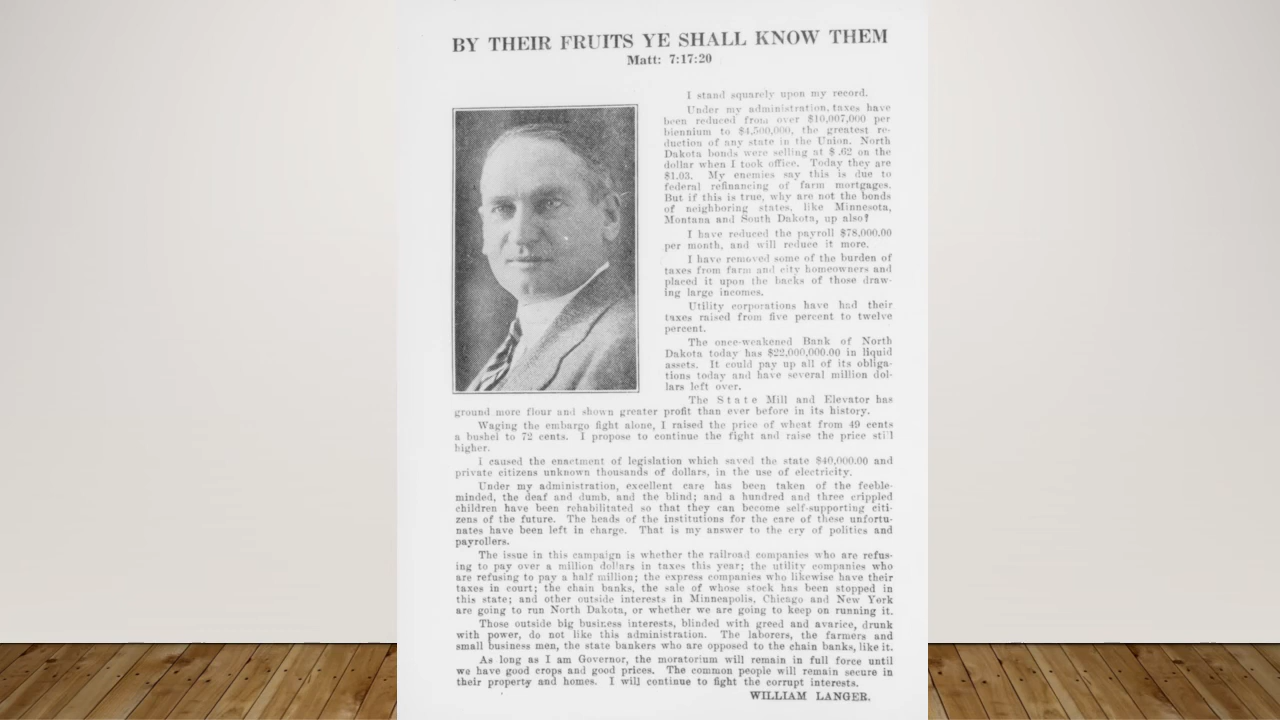 BY THEIR FRUITS YE SHALL KNOW THEM
Matt: 7:17:20
I stand squarely upon my record.
Under my administration, taxes have
been reduced from over $10,007,000 per
biennium to $4,500,000, the greatest re-
duction of any state in the Union. North
Dakota bonds were selling at $ .62 on the
dollar when I took office. Today they are
$1.03. My enemies say this is due to
federal refinancing of farm mortgages.
But if this is true, why are not the bonds
of neighboring states, like Minnesota,
Montana and South Dakota, up also?
I have reduced the payroll $78,000.00
per month, and will reduce it more.
I have removed some of the burden of
taxes from farm and city homeowners and
placed it upon the backs of those draw-
ing large incomes.
Utility corporations have had their
taxes raised from five percent to twelve
percent.
The once-weakened Bank of North
Dakota today has $22,000,000.00 in liquid
assets. It could pay up all of its obliga-
tions today and have several million dol-
lars left over.
The State Mill and Elevator has
ground more flour and shown greater profit than ever before in its history.
Waging the embargo fight alone, I raised the price of wheat from 49 cents
a bushel to 72 cents. I propose to continue the fight and raise the price still
higher.
I caused the enactment of legislation which saved the state $40,000.00 and
private citizens unknown thousands of dollars, in the use of electricity.
Under my administration, excellent care has been taken of the feeble-
minded, the deaf and dumb, and the blind; and a hundred and three crippled
children have been rehabilitated so that they can become self-supporting citi-
zens of the future. The heads of the institutions for the care of these unfortu-
nates have been left in charge. That is my answer to the cry of politics and
payrollers.
The issue in this campaign is whether the railroad companies who are refus-
ing to pay over a million dollars in taxes this year; the utility companies who
are refusing to pay a half million; the express companies who likewise have their
taxes in court; the chain banks, the sale of whose stock has been stopped in
this state; and other outside interests in Minneapolis, Chicago and New York
are going to run North Dakota, or whether we are going to keep on running it.
Those outside big business interests, blinded with greed and avarice, drunk
with power, do not like this administration. The laborers, the farmers and
small business men, the state bankers who are opposed to the chain banks, like it.
As long as I am Governor, the moratorium will remain in full force until
we have good crops and good prices. The common people will remain secure in
their property and homes. I will continue to fight the corrupt interests.
WILLIAM LANGER.